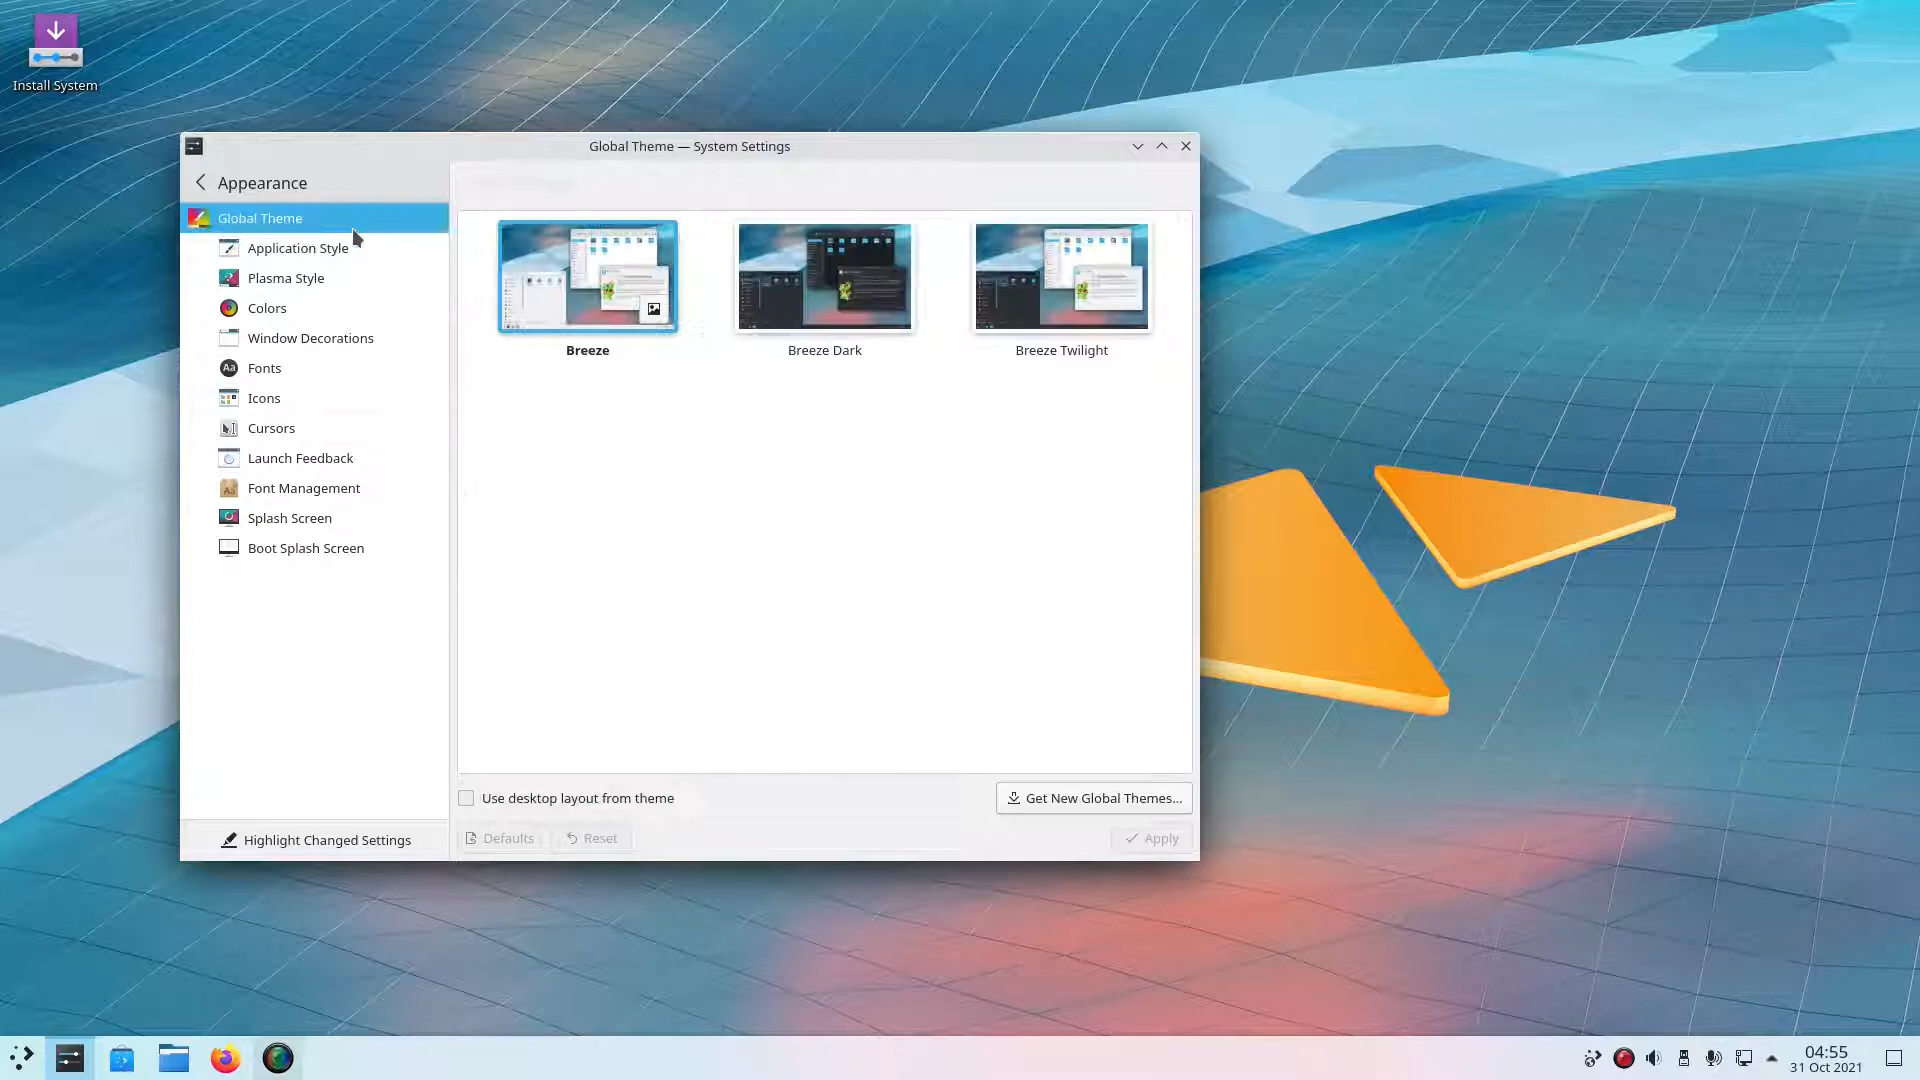 Install System
Global Theme — System Settings
Appearance
Global Theme
Application Style
Plasma Style
Colors
Window Decorations
Fonts
Icons
Cursors
Launch Feedback
Font Management
Splash Screen
Boot Splash Screen
Highlight Changed Settings
Breeze
Breeze Dark
Breeze Twilight
Use desktop layout from theme
Get New Global Themes...
Defaults
Reset
Apply
04:55
31 Oct 2021